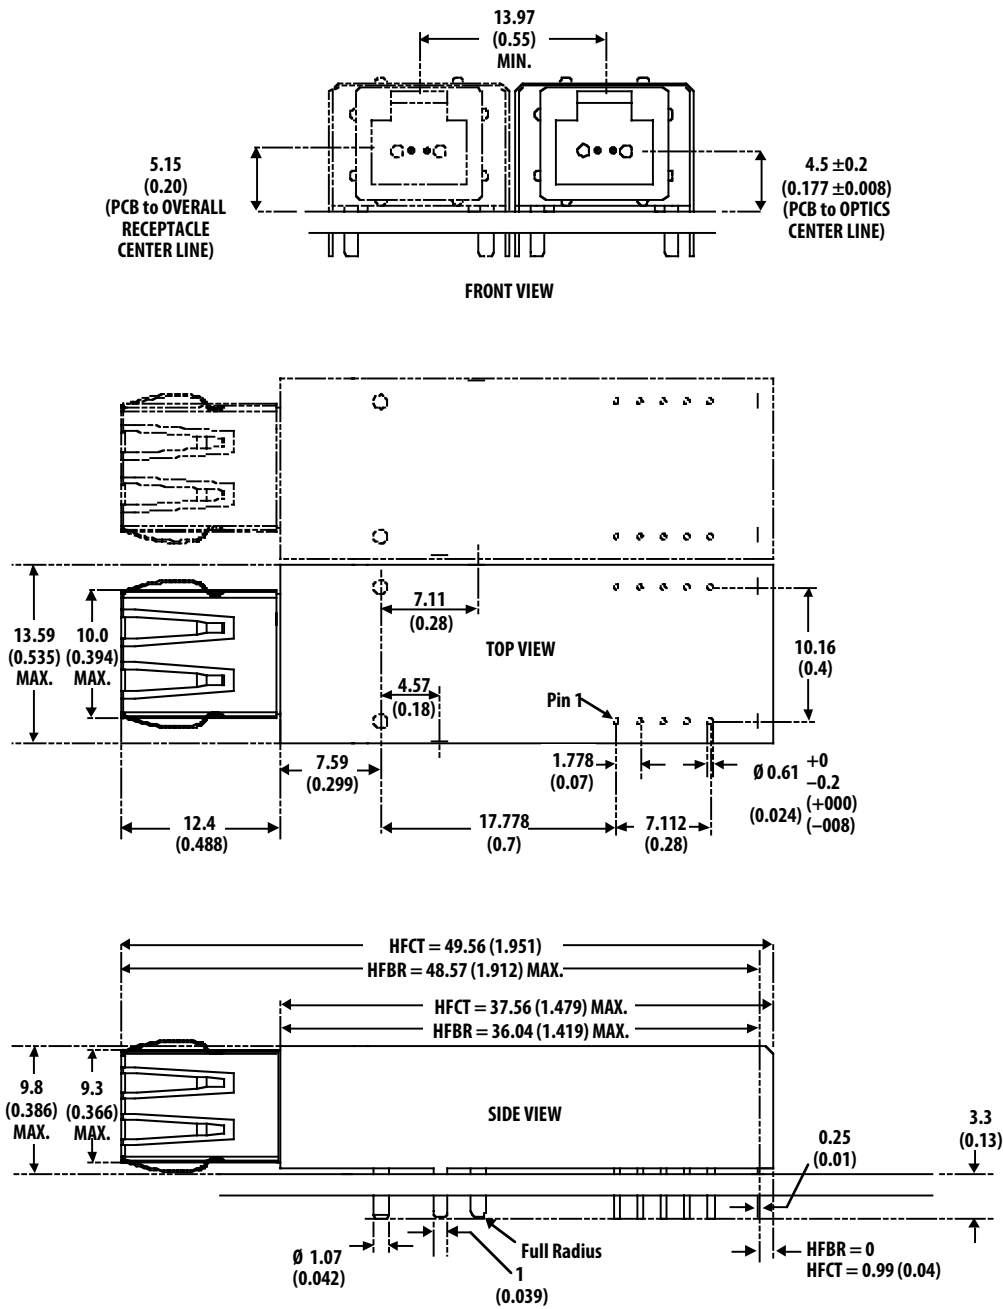 13.97
(0.55)
MIN.
5.15
(0.20)
(PCB to OVERALL
RECEPTACLE
CENTER LINE)
4.5 ±0.2
(0.177 ±0.008)
(PCB to OPTICS
CENTER LINE)
FRONT VIEW
13.59
(0.535)
MAX.
10.0
(0.394)
MAX.
7.11
(0.28)
TOP VIEW
10.16
(0.4)
4.57
(0.18)
Pin 1
7.59
(0.299)
1.778
(0.07)
Ø 0.61 +0
−0.2
(0.024) (+000)
(−008)
12.4
(0.488)
17.778
(0.7)
7.112
(0.28)
HFCT = 49.56 (1.951)
HFBR = 48.57 (1.912) MAX.
HFCT = 37.56 (1.479) MAX.
HFBR = 36.04 (1.419) MAX.
9.8
(0.386)
MAX.
9.3
(0.366)
MAX.
SIDE VIEW
3.3
(0.13)
0.25
(0.01)
Ø 1.07
(0.042)
Full Radius
1
(0.039)
HFBR = 0
HFCT = 0.99 (0.04)